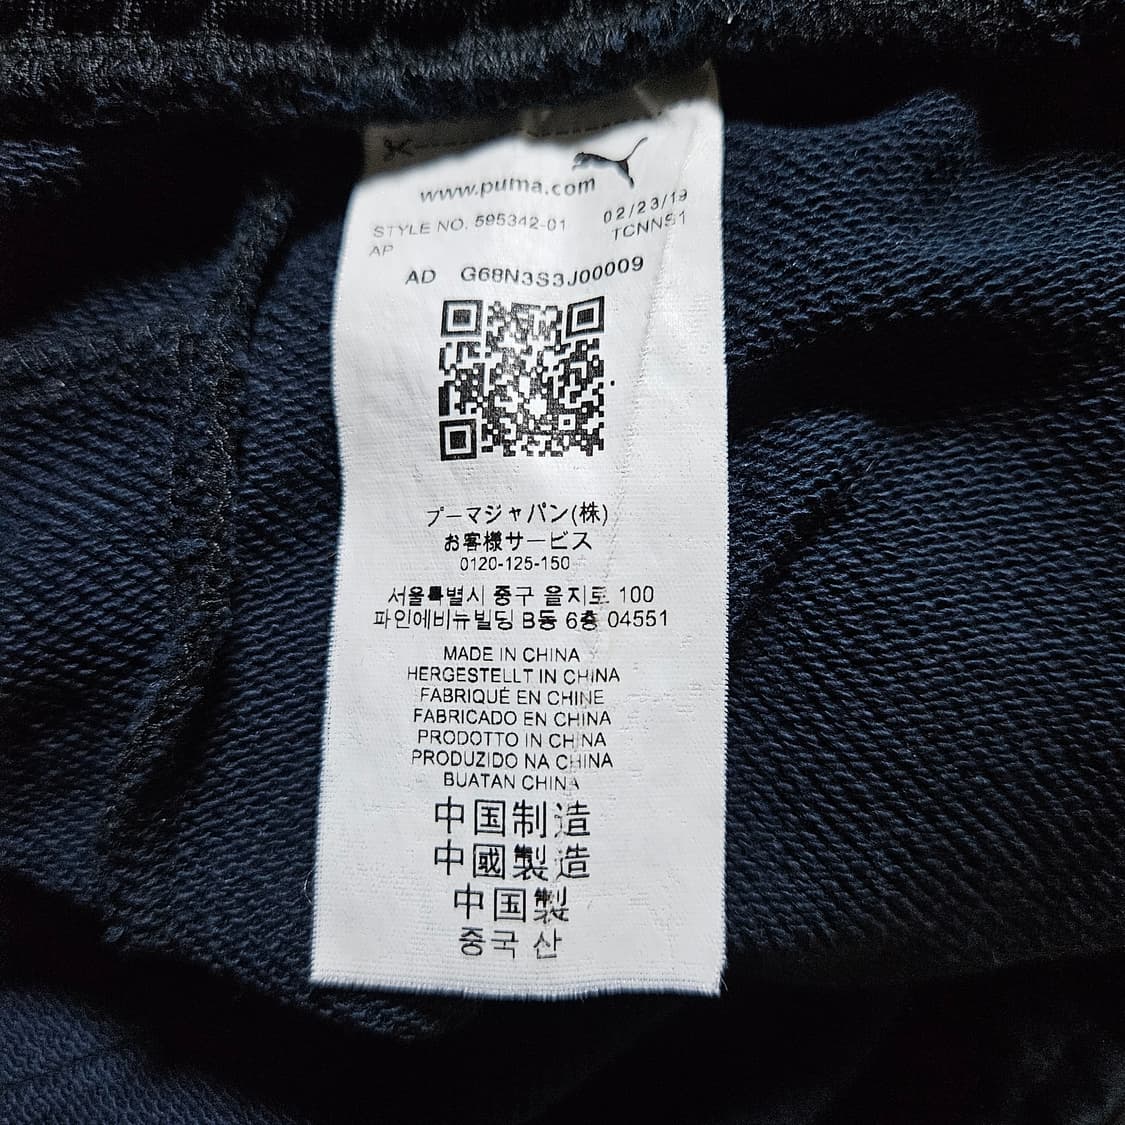 www.puma.com
STYLE NO. 595342-01 02/23/19
AP TCNNS1
AD G68N3S3J00009
プーマジャパン(株)
お客様サービス
0120-125-150
서울특별시 중구 을지로 100
파인에비뉴빌딩 B동 6층 04551
MADE IN CHINA
HERGESTELLT IN CHINA
FABRIQUÉ EN CHINE
FABRICADO EN CHINA
PRODOTTO IN CHINA
PRODUZIDO NA CHINA
BUATAN CHINA
中国制造
中國製造
中国製
중국 산